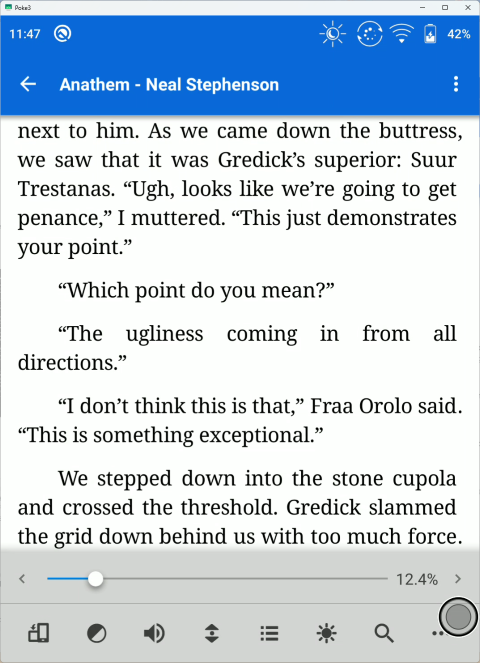 Poke3
11:47
42%
Anathem - Neal Stephenson
next to him. As we came down the buttress,
we saw that it was Gredick’s superior: Suur
Trestanas. “Ugh, looks like we’re going to get
penance,” I muttered. “This just demonstrates
your point.”
“Which point do you mean?”
“The ugliness coming in from all
directions.”
“I don’t think this is that,” Fraa Orolo said.
“This is something exceptional.”
We stepped down into the stone cupola
and crossed the threshold. Gredick slammed
the grid down behind us with too much force.
12.4%